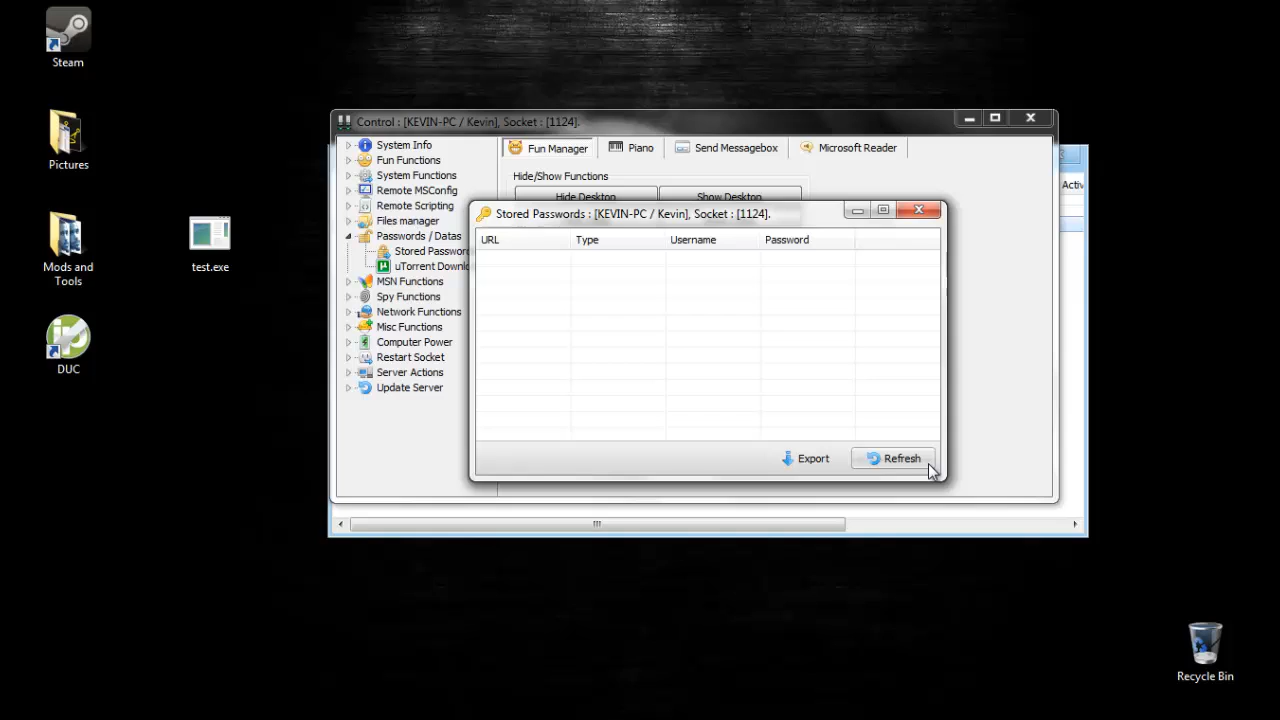 Steam
Pictures
Mods and
Tools
DUC
test.exe
Control : [KEVIN-PC / Kevin], Socket : [1124].
System Info
Fun Functions
System Functions
Remote MSConfig
Remote Scripting
Files manager
Passwords / Datas
Stored Passwor
uTorrent Downl
MSN Functions
Spy Functions
Network Functions
Misc Functions
Computer Power
Restart Socket
Server Actions
Update Server
Fun Manager Piano Send Messagebox Microsoft Reader
Hide/Show Functions
Hide Desktop Show Desktop
Activ
Stored Passwords : [KEVIN-PC / Kevin], Socket : [1124].
URL Type Username Password
Export Refresh
Recycle Bin